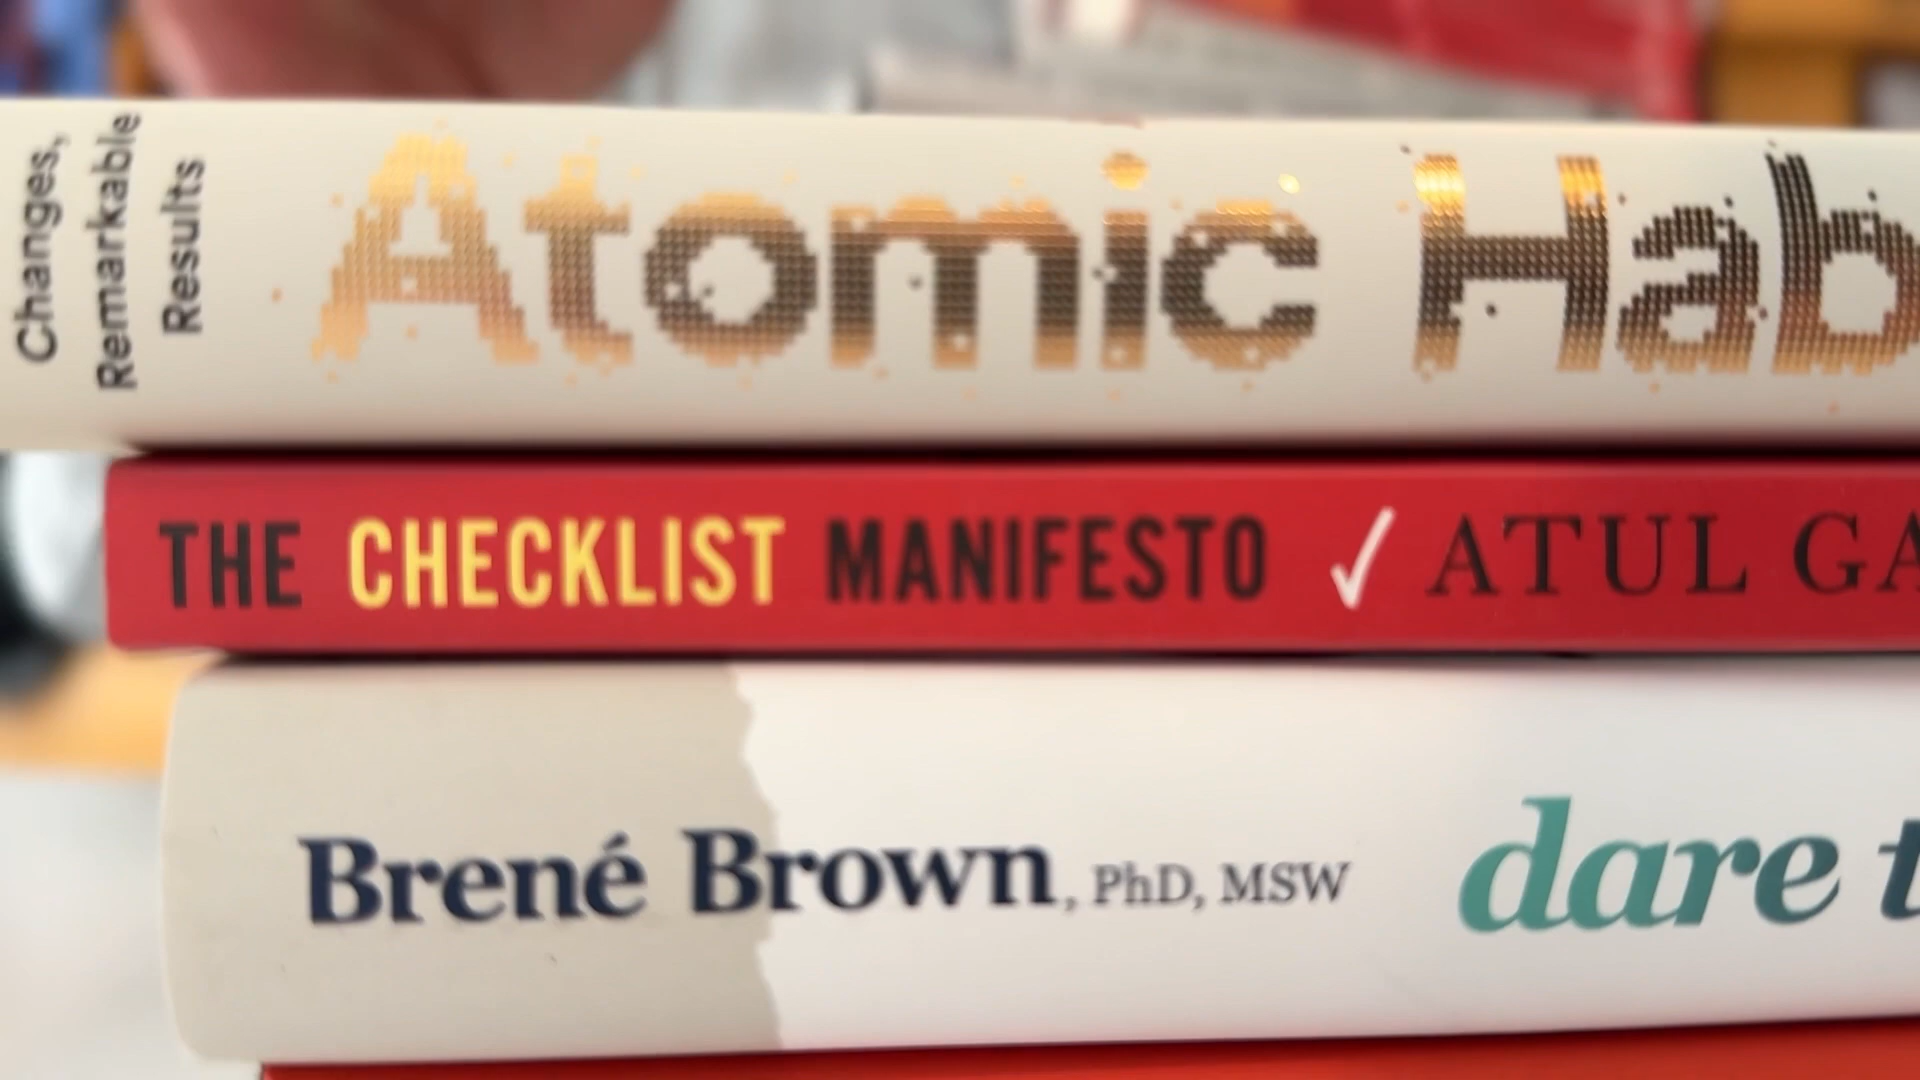 Changes,
Remarkable
Results
Atomic Hab
THE CHECKLIST MANIFESTO ATUL GA
Brené Brown, PhD, MSW dare t